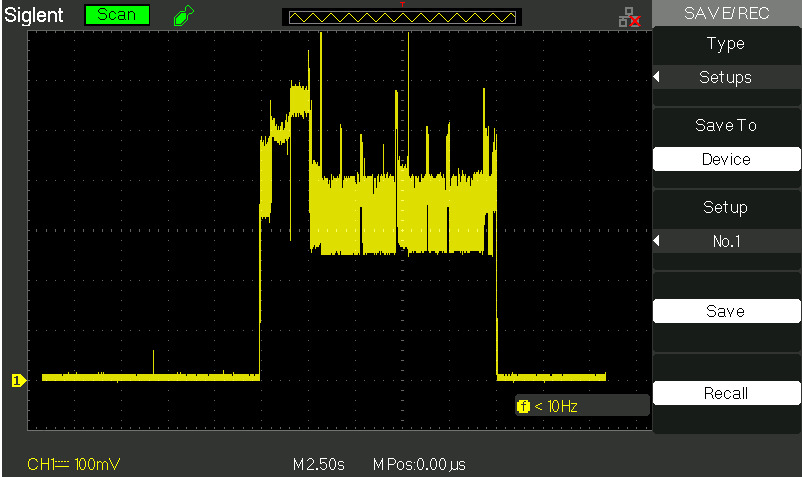 Siglent Scan T SAVE/REC
Type
Setups
Save To
Device
Setup
No.1
Save
Recall
1
f < 10Hz
CH1 100mV M 2.50s M Pos:0.00µs